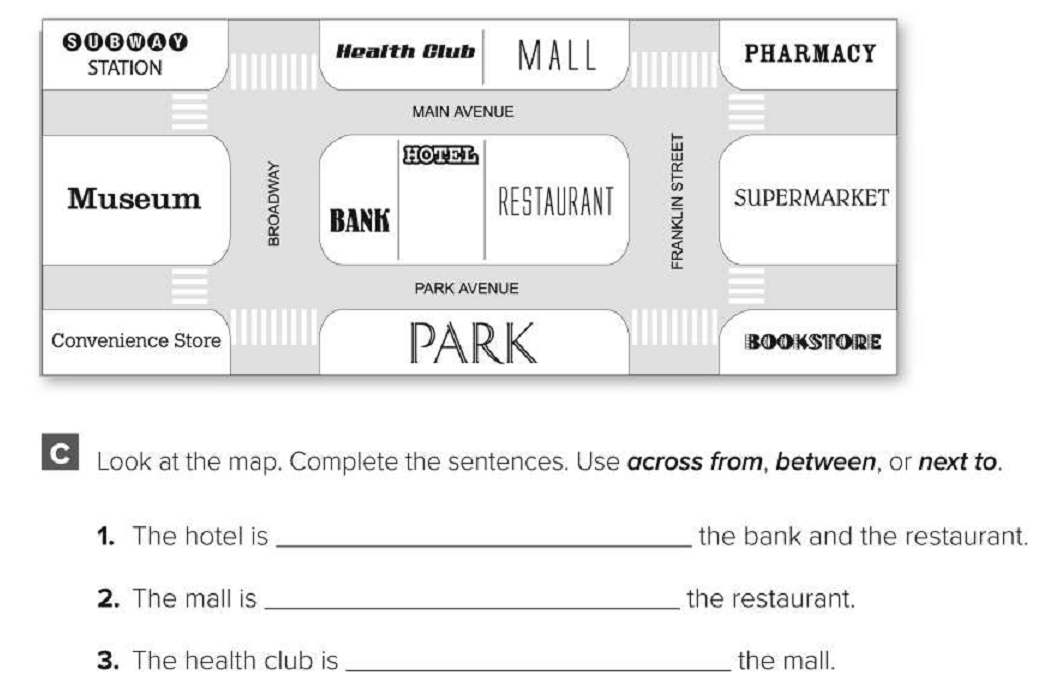 SUBWAY
STATION
Health Club
MALL
PHARMACY
MAIN AVENUE
Museum
BROADWAY
BANK
HOTEL
RESTAURANT
FRANKLIN STREET
SUPERMARKET
PARK AVENUE
Convenience Store
PARK
BOOKSTORE
C Look at the map. Complete the sentences. Use across from, between, or next to.
1. The hotel is ______________________________ the bank and the restaurant.
2. The mall is ______________________________ the restaurant.
3. The health club is ____________________________ the mall.